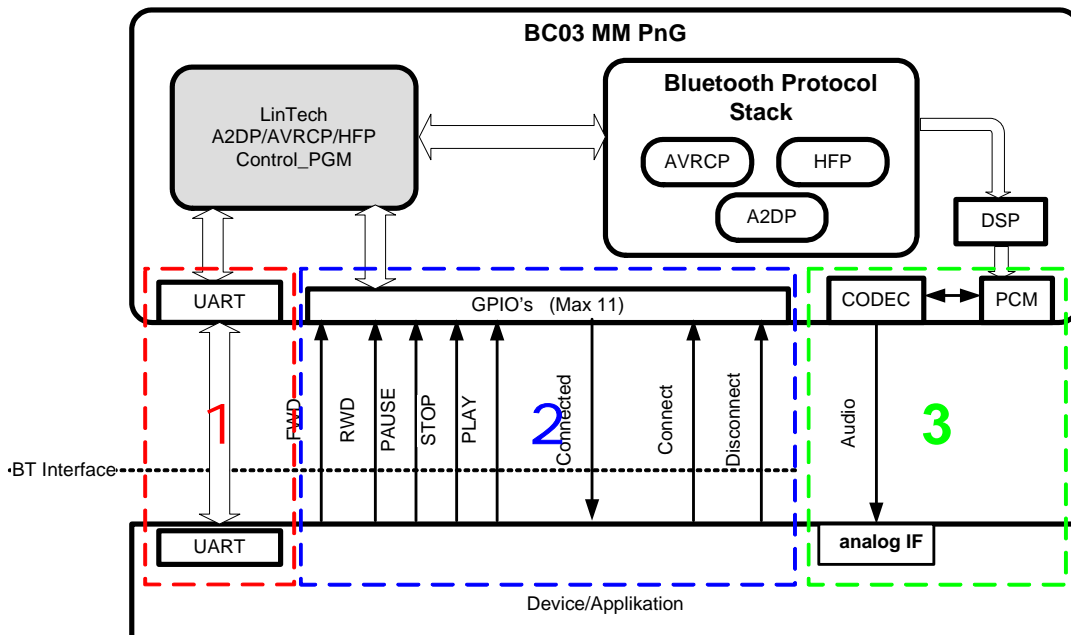 BC03 MM PnG
LinTech
A2DP/AVRCP/HFP
Control_PGM
Bluetooth Protocol
Stack
AVRCP
HFP
A2DP
DSP
UART
GPIO's (Max 11)
CODEC
PCM
1
FWD
RWD
PAUSE
STOP
PLAY
2
Connected
Connect
Disconnect
Audio
3
BT Interface
UART
analog IF
Device/Applikation